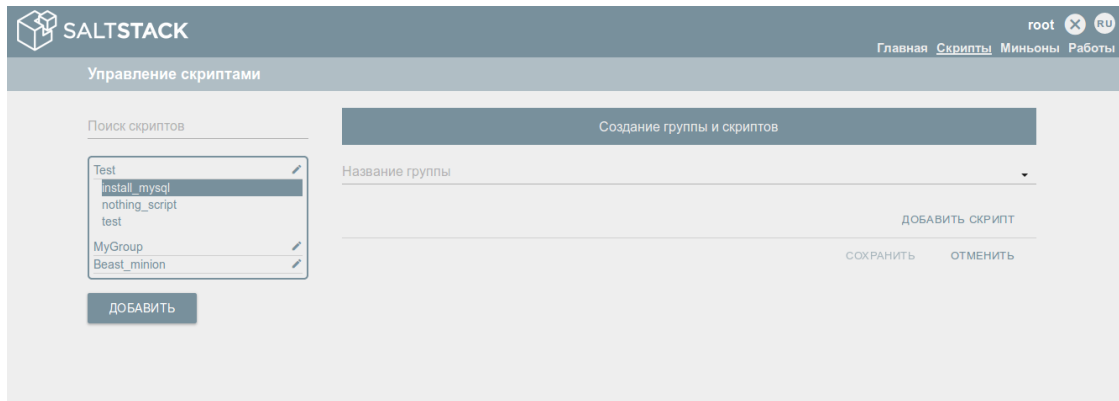 SALTSTACK
root RU
Главная Скрипты Миньоны Работы
Управление скриптами
Поиск скриптов
Создание группы и скриптов
Test
Название группы
install_mysql
nothing_script
test
ДОБАВИТЬ СКРИПТ
MyGroup
Beast_minion
СОХРАНИТЬ ОТМЕНИТЬ
ДОБАВИТЬ